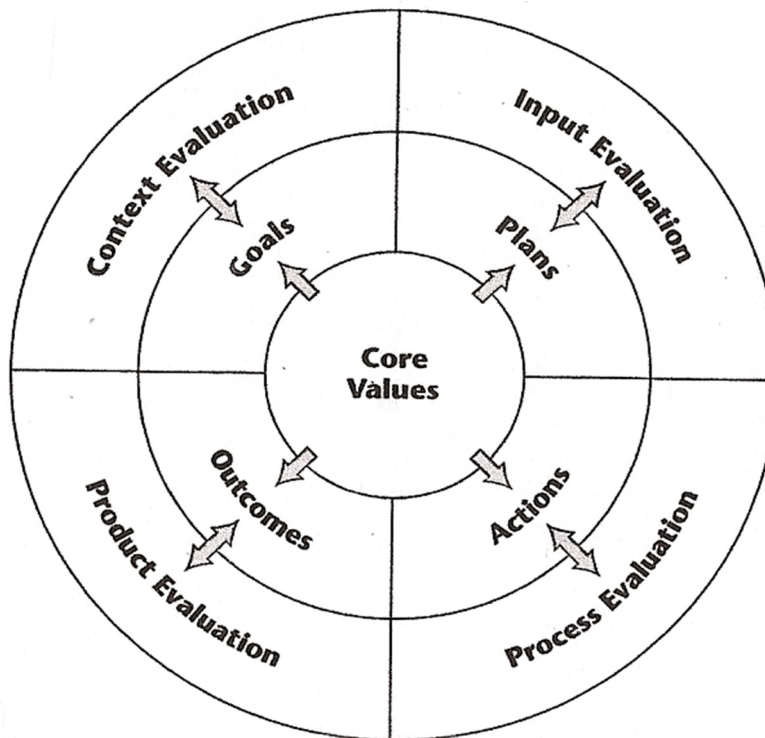 Context Evaluation
Input Evaluation
Goals
Plans
Core
Values
Outcomes
Actions
Product Evaluation
Process Evaluation